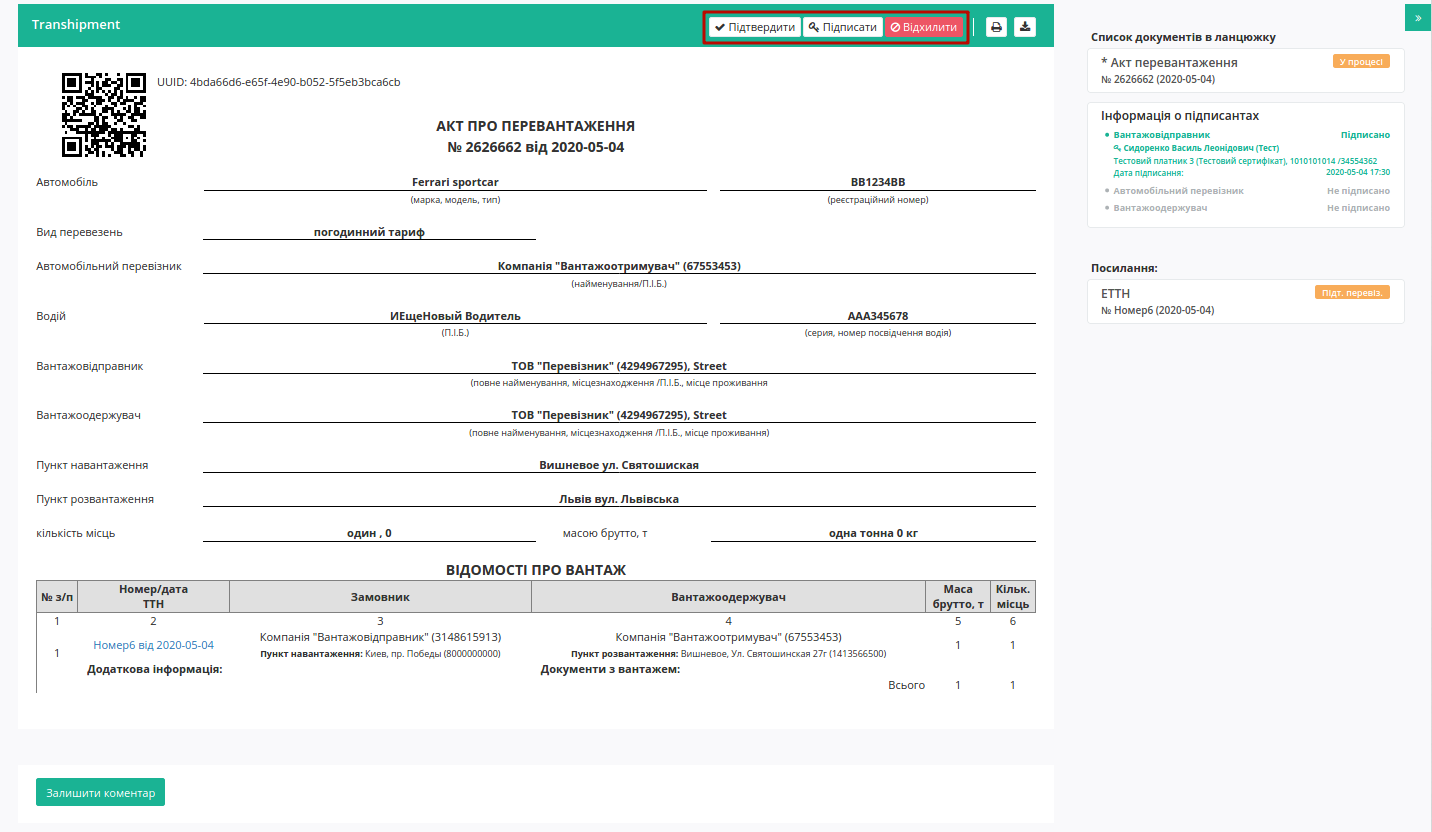 Transhipment
Підтвердити
Підписати
Відхилити
»
UUID: 4bda66d6-e65f-4e90-b052-5f5eb3bca6cb
АКТ ПРО ПЕРЕВАНТАЖЕННЯ
№ 2626662 від 2020-05-04
Автомобіль Ferrari sportcar BB1234BB
(марка, модель, тип) (реєстраційний номер)
Вид перевезень погодинний тариф
Автомобільний перевізник Компанія "Вантажоотримувач" (67553453)
(найменування/П.І.Б.)
Водій ИЕщеНовый Водитель ААА345678
(П.І.Б.) (серия, номер посвідчення водія)
Вантажовідправник ТОВ "Перевізник" (4294967295), Street
(повне найменування, місцезнаходження /П.І.Б., місце проживання
Вантажоодержувач ТОВ "Перевізник" (4294967295), Street
(повне найменування, місцезнаходження /П.І.Б., місце проживання)
Пункт навантаження Вишневое ул. Святошиская
Пункт розвантаження Львів вул. Львівська
кількість місць один , 0 масою брутто, т одна тонна 0 кг
ВІДОМОСТІ ПРО ВАНТАЖ
№ з/п Номер/дата ТТН Замовник Вантажоодержувач Маса брутто, т Кільк. місць
1 2 3 4 5 6
1 Номер6 від 2020-05-04 Компанія "Вантажовідправник" (3148615913) Компанія "Вантажоотримувач" (67553453) 1 1
Пункт навантаження: Киев, пр. Победы (8000000000) Пункт розвантаження: Вишневое, Ул. Святошинская 27г (1413566500)
Додаткова інформація: Документи з вантажем:
Всього 1 1
Залишити коментар
Список документів в ланцюжку
* Акт перевантаження У процесі
№ 2626662 (2020-05-04)
Інформація о підписантах
Вантажовідправник Підписано
Сидоренко Василь Леонідович (Тест)
Тестовий платник 3 (Тестовий сертифікат), 1010101014 /34554362
Дата підписання: 2020-05-04 17:30
Автомобільний перевізник Не підписано
Вантажоодержувач Не підписано
Посилання:
ЕТТН Підт. перевіз.
№ Номер6 (2020-05-04)